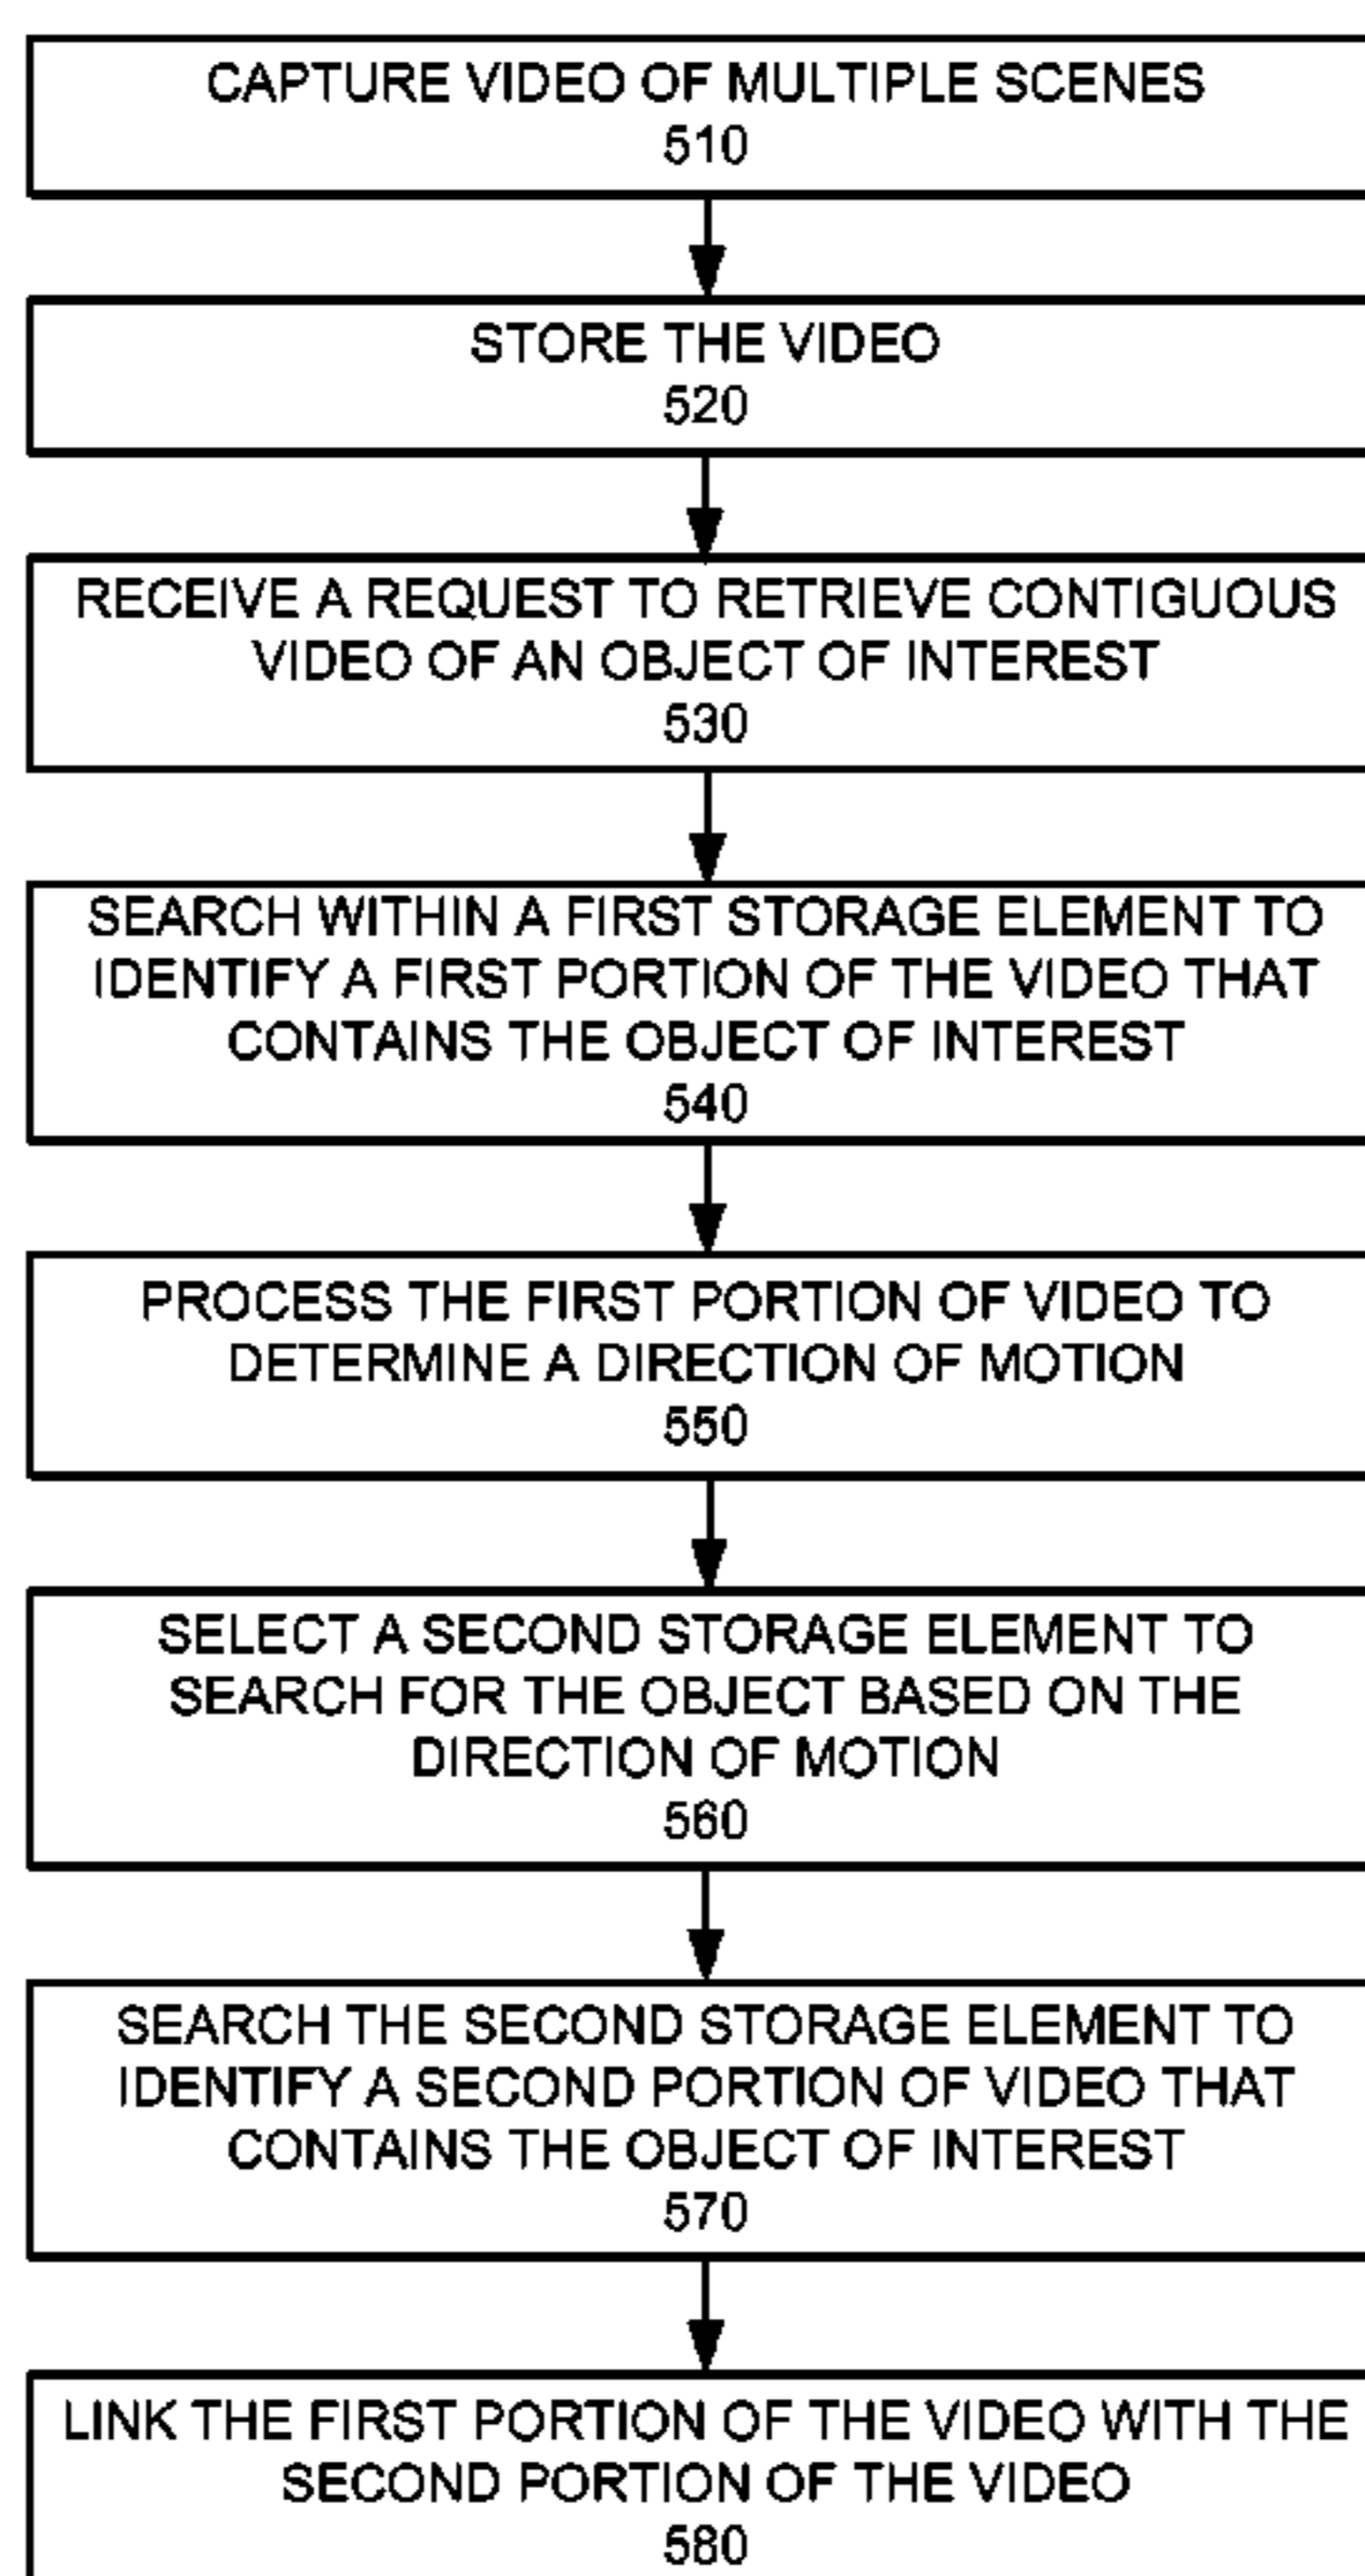 CAPTURE VIDEO OF MULTIPLE SCENES
510
STORE THE VIDEO
520
RECEIVE A REQUEST TO RETRIEVE CONTIGUOUS
VIDEO OF AN OBJECT OF INTEREST
530
SEARCH WITHIN A FIRST STORAGE ELEMENT TO
IDENTIFY A FIRST PORTION OF THE VIDEO THAT
CONTAINS THE OBJECT OF INTEREST
540
PROCESS THE FIRST PORTION OF VIDEO TO
DETERMINE A DIRECTION OF MOTION
550
SELECT A SECOND STORAGE ELEMENT TO
SEARCH FOR THE OBJECT BASED ON THE
DIRECTION OF MOTION
560
SEARCH THE SECOND STORAGE ELEMENT TO
IDENTIFY A SECOND PORTION OF VIDEO THAT
CONTAINS THE OBJECT OF INTEREST
570
LINK THE FIRST PORTION OF THE VIDEO WITH THE
SECOND PORTION OF THE VIDEO
580